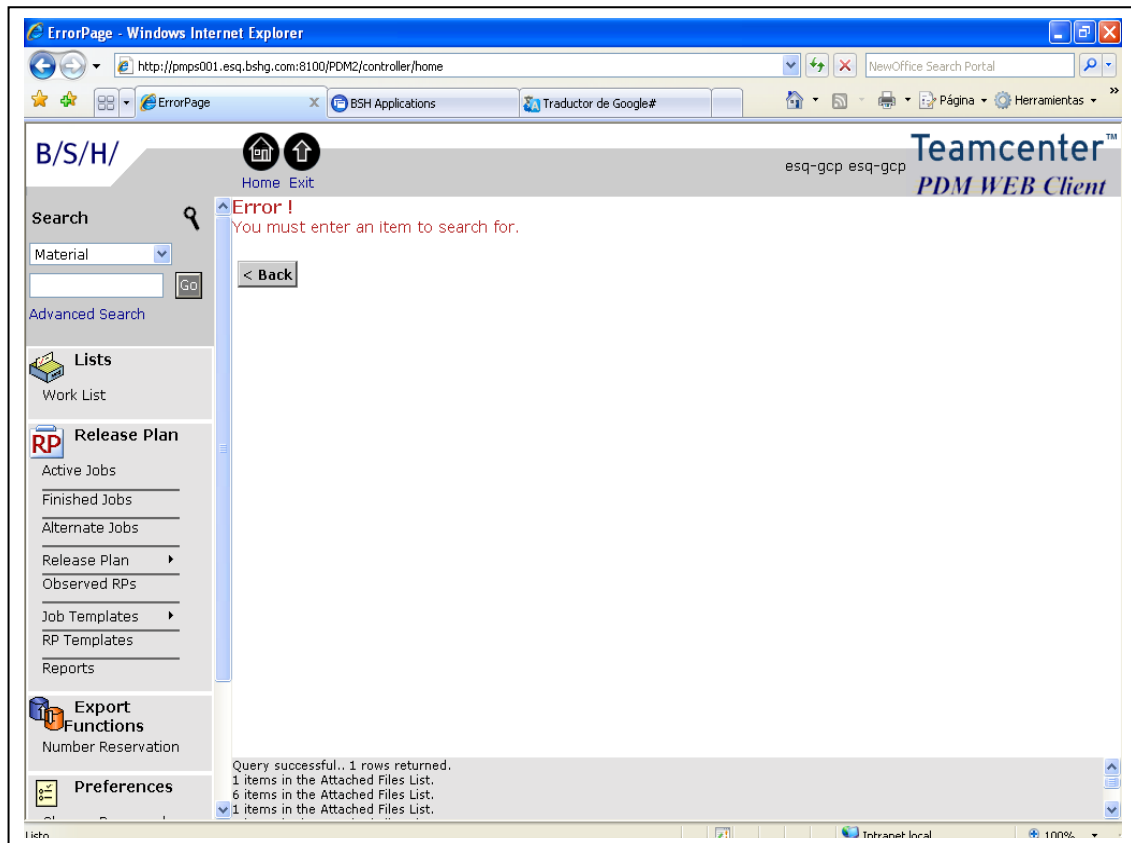 ErrorPage - Windows Internet Explorer
http://pmps001.esq.bshg.com:8100/PDM2/controller/home
NewOffice Search Portal
ErrorPage
BSH Applications
Traductor de Google#
Página
Herramientas
B/S/H/
Home Exit
esq-gcp esq-gcp
Teamcenter™
PDM WEB Client
Search
Material
Go
Advanced Search
Error !
You must enter an item to search for.
< Back
Lists
Work List
RP
Release Plan
Active Jobs
Finished Jobs
Alternate Jobs
Release Plan
Observed RPs
Job Templates
RP Templates
Reports
Export
Functions
Number Reservation
Preferences
Query successful.. 1 rows returned.
1 items in the Attached Files List.
6 items in the Attached Files List.
1 items in the Attached Files List.
Listo
Intranet local
100%